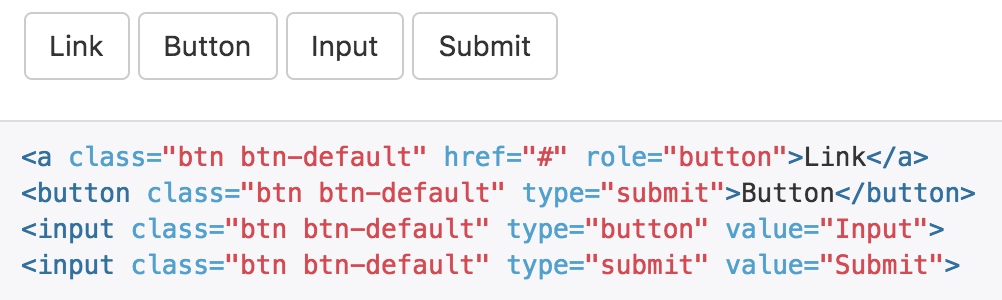 Link Button Input Submit
<a class="btn btn-default" href="#" role="button">Link</a>
<button class="btn btn-default" type="submit">Button</button>
<input class="btn btn-default" type="button" value="Input">
<input class="btn btn-default" type="submit" value="Submit">